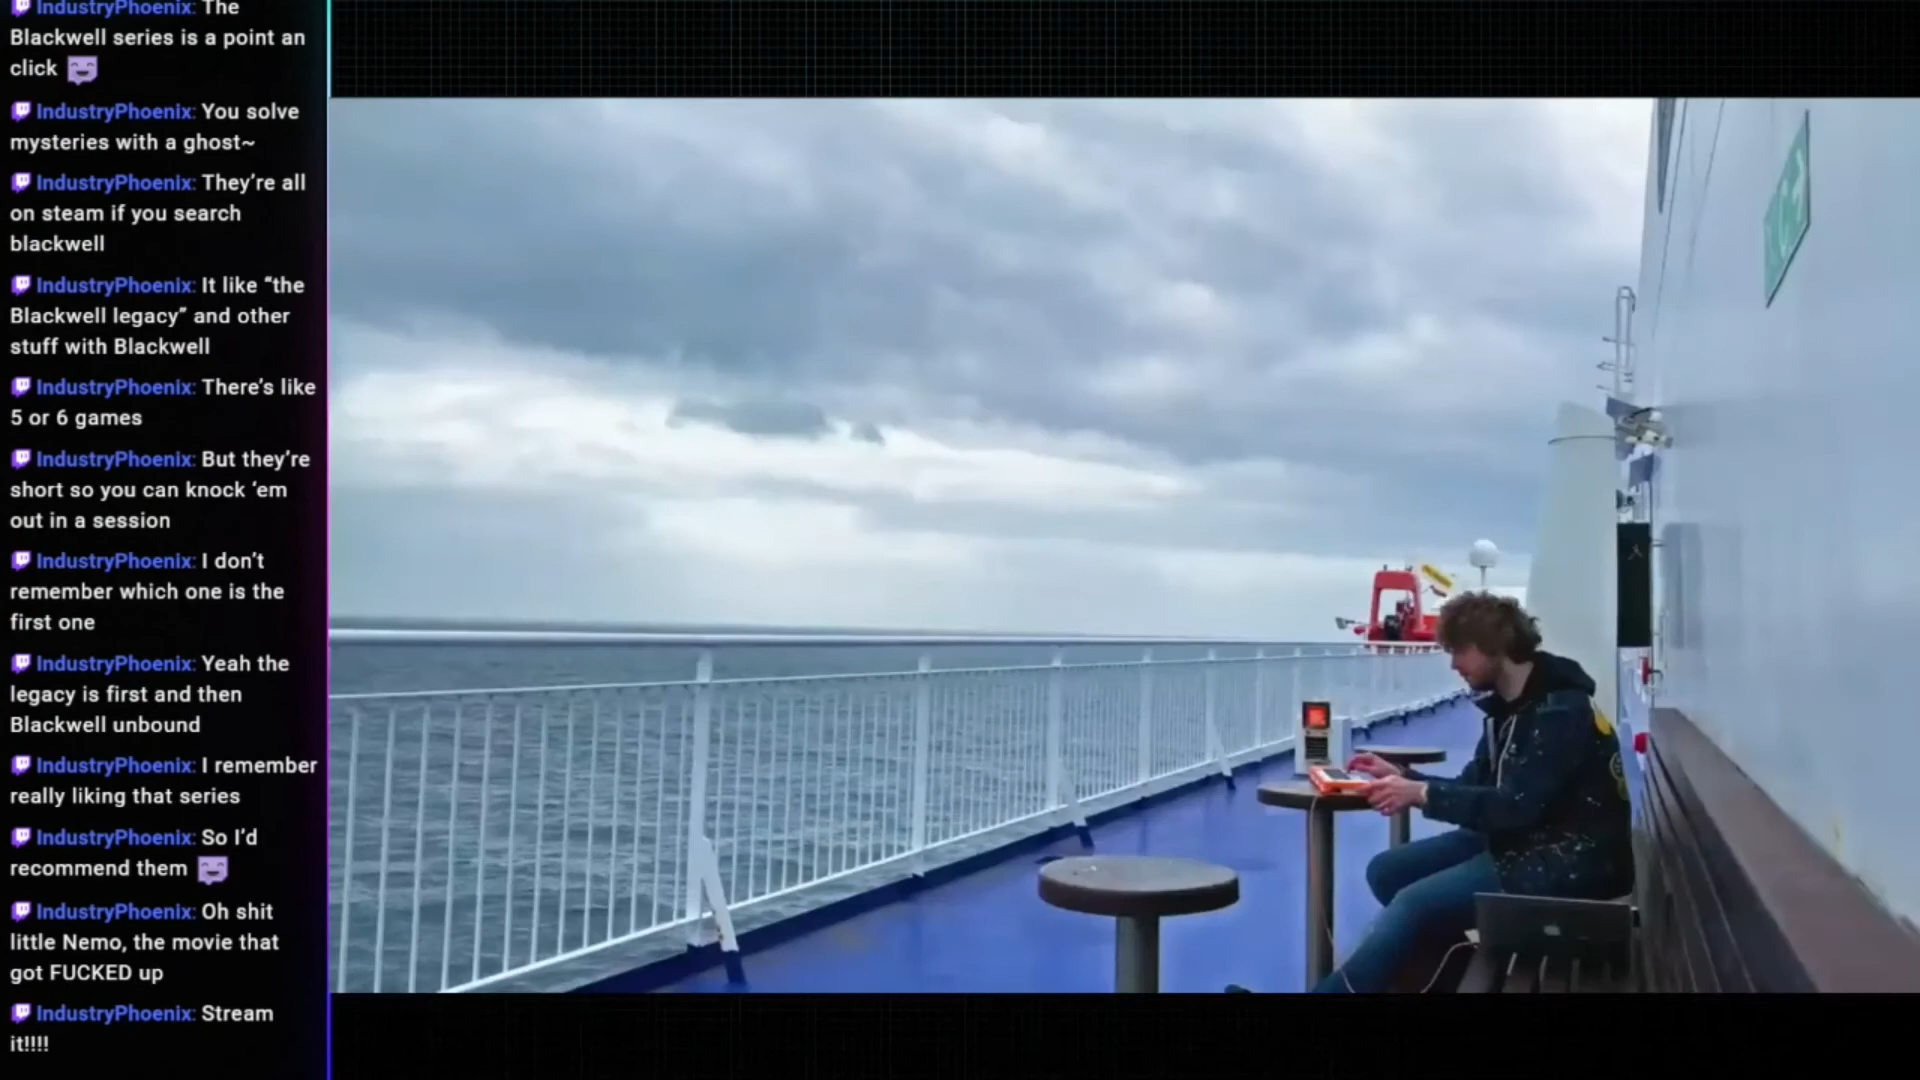 IndustryPhoenix: The
Blackwell series is a point an
click
IndustryPhoenix: You solve
mysteries with a ghost~
IndustryPhoenix: They’re all
on steam if you search
blackwell
IndustryPhoenix: It like “the
Blackwell legacy” and other
stuff with Blackwell
IndustryPhoenix: There’s like
5 or 6 games
IndustryPhoenix: But they’re
short so you can knock ‘em
out in a session
IndustryPhoenix: I don’t
remember which one is the
first one
IndustryPhoenix: Yeah the
legacy is first and then
Blackwell unbound
IndustryPhoenix: I remember
really liking that series
IndustryPhoenix: So I’d
recommend them
IndustryPhoenix: Oh shit
little Nemo, the movie that
got FUCKED up
IndustryPhoenix: Stream
it!!!!